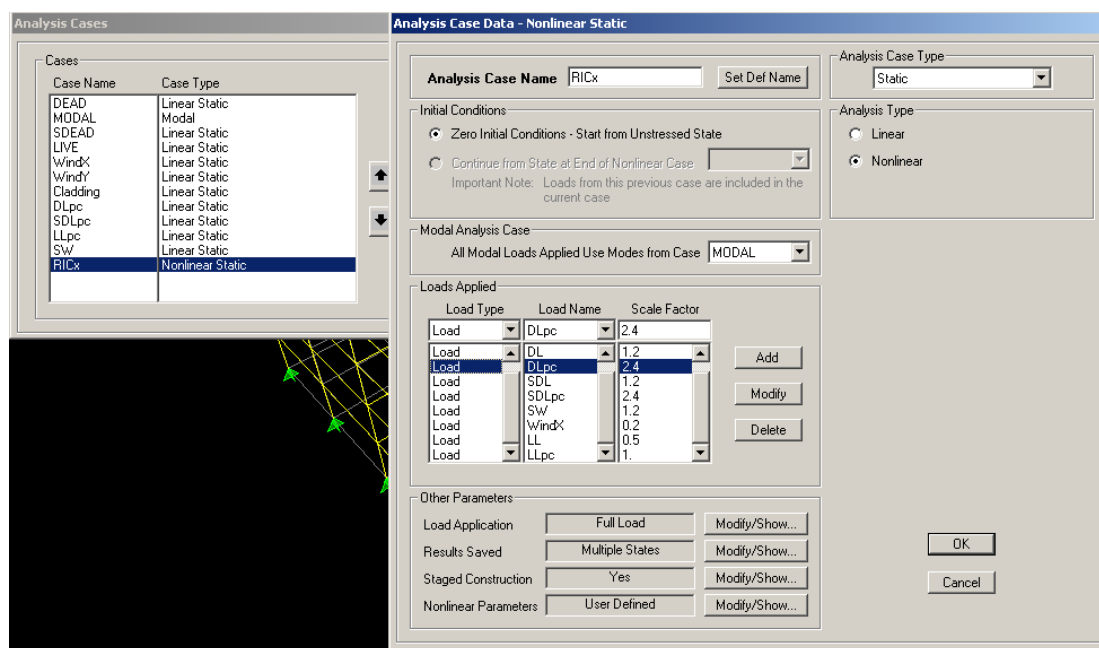 Analysis Cases
Cases
Case Name Case Type
DEAD Linear Static
MODAL Modal
SDEAD Linear Static
LIVE Linear Static
WindX Linear Static
WindY Linear Static
Cladding Linear Static
DLpc Linear Static
SDLpc Linear Static
LLpc Linear Static
SW Linear Static
RICx Nonlinear Static
Analysis Case Data - Nonlinear Static
Analysis Case Name RICx Set Def Name
Initial Conditions
Zero Initial Conditions - Start from Unstressed State
Continue from State at End of Nonlinear Case
Important Note: Loads from this previous case are included in the
current case
Modal Analysis Case
All Modal Loads Applied Use Modes from Case MODAL
Loads Applied
Load Type Load Name Scale Factor
Load DLpc 2.4
Load DL 1.2
Load DLpc 2.4
Load SDL 1.2
Load SDLpc 2.4
Load SW 1.2
Load WindX 0.2
Load LL 0.5
Load LLpc 1.
Add
Modify
Delete
Other Parameters
Load Application Full Load Modify/Show...
Results Saved Multiple States Modify/Show...
Staged Construction Yes Modify/Show...
Nonlinear Parameters User Defined Modify/Show...
Analysis Case Type
Static
Analysis Type
Linear
Nonlinear
OK
Cancel